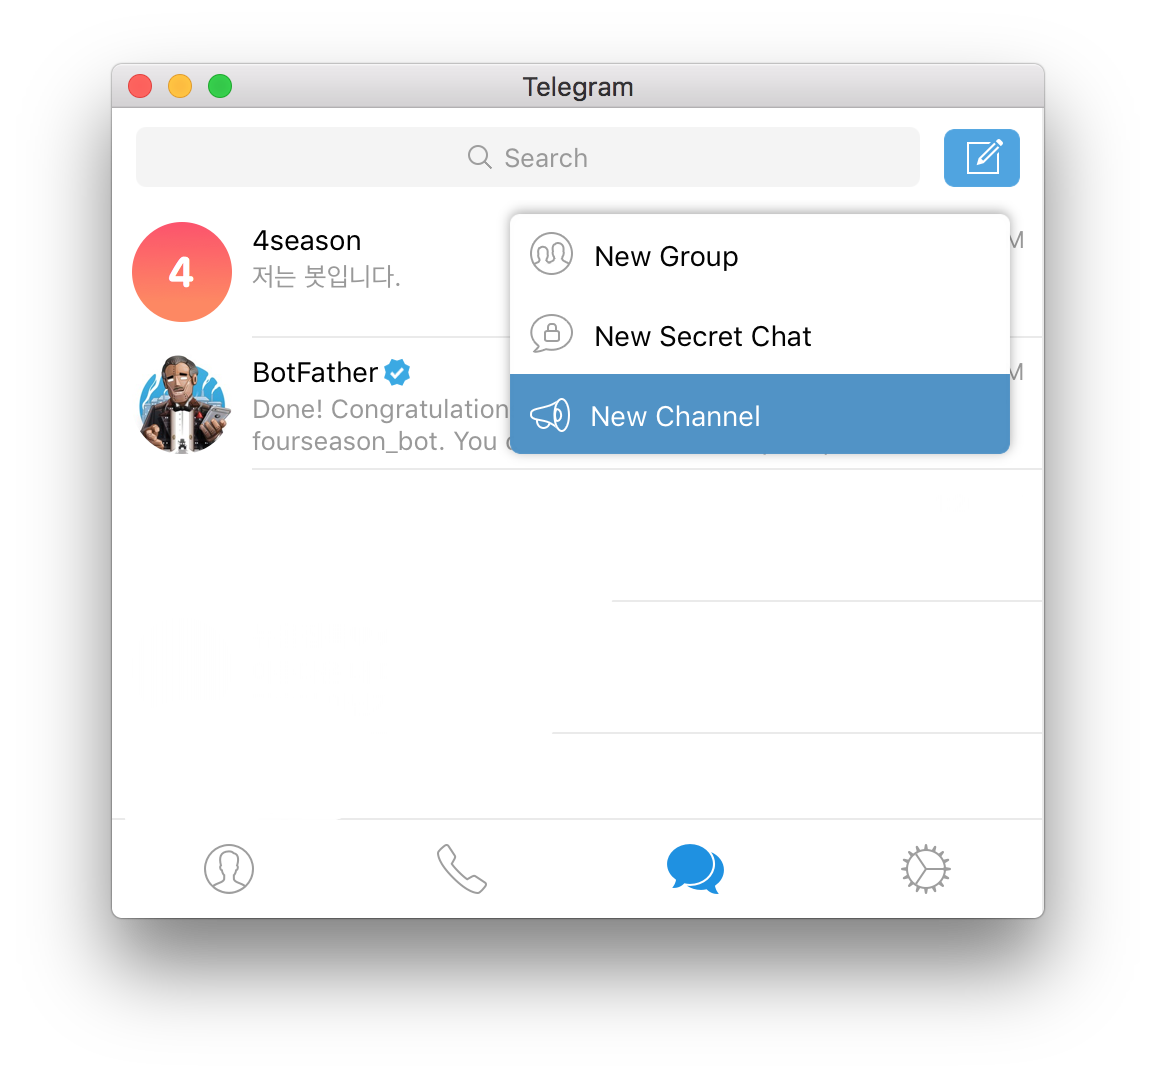 Telegram
Search
4
4season
저는 봇입니다.
M
New Group
New Secret Chat
New Channel
BotFather
M
Done! Congratulation
fourseason_bot. You